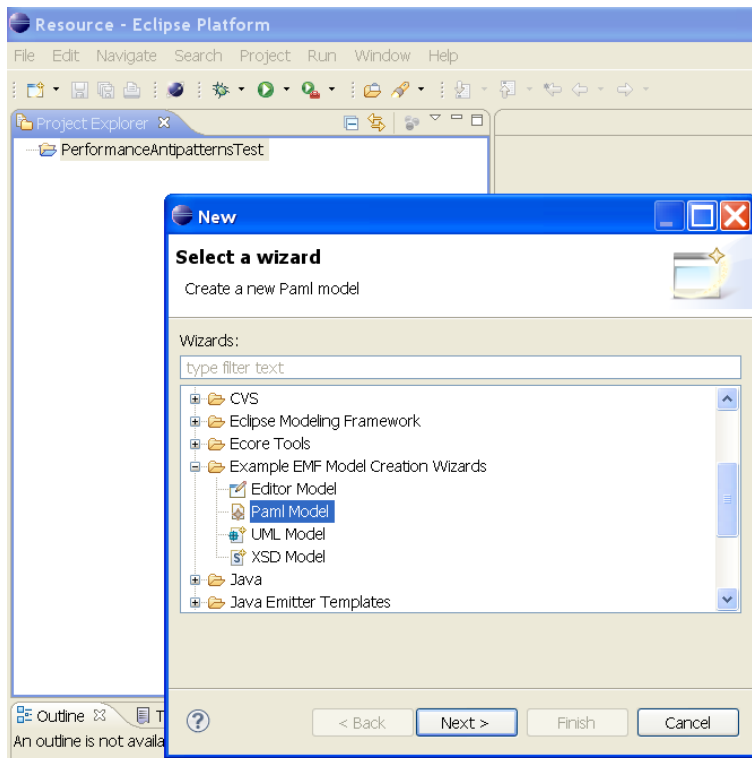 Resource - Eclipse Platform
File Edit Navigate Search Project Run Window Help
Project Explorer
PerformanceAntipatternsTest
New
Select a wizard
Create a new Paml model
Wizards:
type filter text
CVS
Eclipse Modeling Framework
Ecore Tools
Example EMF Model Creation Wizards
Editor Model
Paml Model
UML Model
XSD Model
Java
Java Emitter Templates
< Back Next > Finish Cancel
Outline T
An outline is not availa